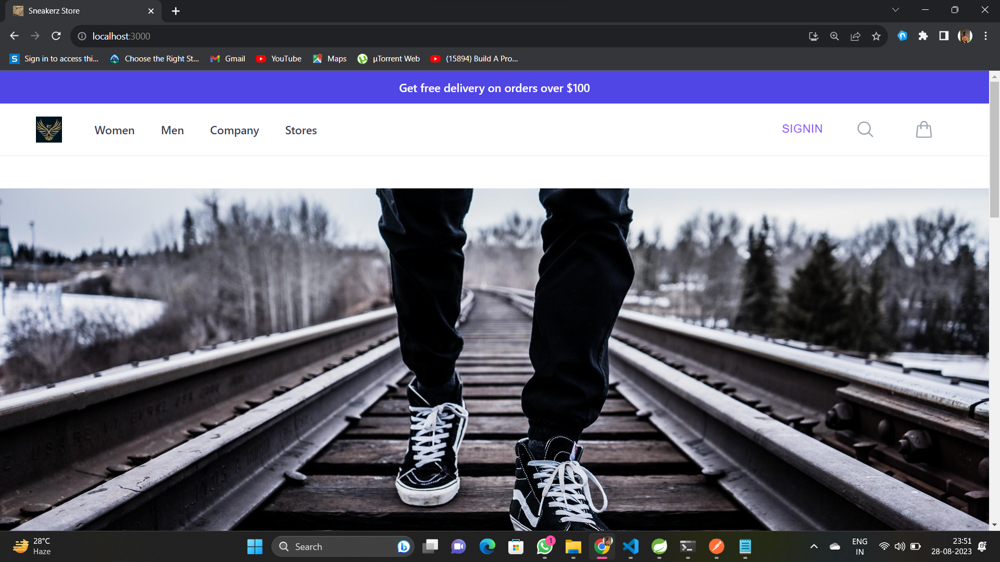 Sneakerz Store
localhost:3000
Sign in to access thi...
Choose the Right St...
Gmail
YouTube
Maps
µTorrent Web
(15894) Build A Pro...
Get free delivery on orders over $100
Women
Men
Company
Stores
SIGNIN
28°C
Haze
Search
1
ENG
IN
23:51
28-08-2023